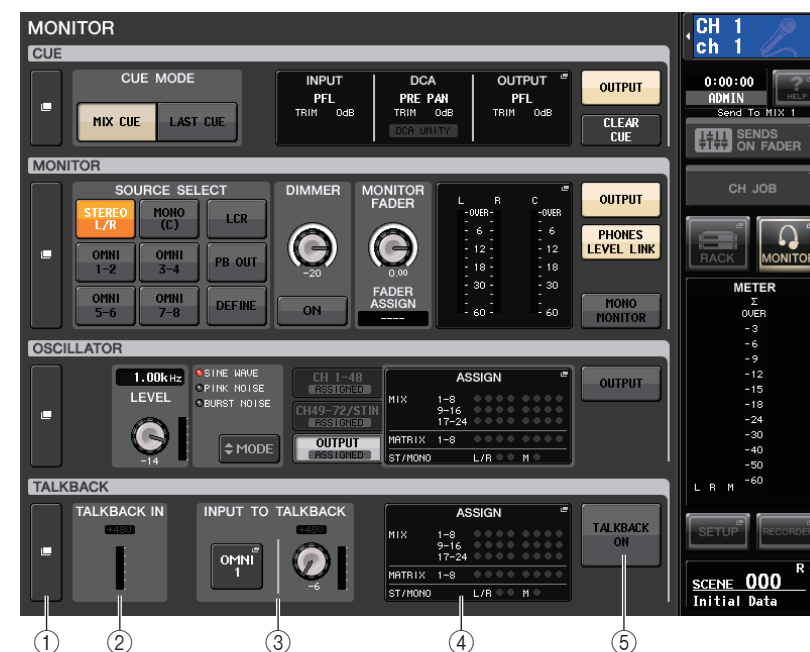 MONITOR
CUE
CUE MODE
MIX CUE
LAST CUE
INPUT
PFL
TRIM 0dB
DCA
PRE PAN
TRIM 0dB
DCA UNITY
OUTPUT
PFL
TRIM 0dB
OUTPUT
CLEAR
CUE
MONITOR
SOURCE SELECT
STEREO
L/R
MONO
(C)
LCR
OMNI
1-2
OMNI
3-4
PB OUT
OMNI
5-6
OMNI
7-8
DEFINE
DIMMER
-20
ON
MONITOR
FADER
0.00
FADER
ASSIGN
----
L R C
-OVER- -OVER
- 6 - - 6
- 12 - - 12
- 18 - - 18
- 30 - - 30
- 60 - - 60
OUTPUT
PHONES
LEVEL LINK
MONO
MONITOR
OSCILLATOR
1.00kHz
LEVEL
-14
SINE WAVE
PINK NOISE
BURST NOISE
MODE
CH 1-48
ASSIGNED
CH49-72/STIN
ASSIGNED
OUTPUT
ASSIGNED
ASSIGN
MIX 1-8
9-16
17-24
MATRIX 1-8
ST/MONO L/R M
OUTPUT
TALKBACK
TALKBACK IN
+48V
INPUT TO TALKBACK
+48V
OMNI
1
-6
ASSIGN
MIX 1-8
9-16
17-24
MATRIX 1-8
ST/MONO L/R M
TALKBACK
ON
CH 1
ch 1
0:00:00
ADMIN
?
HELP
Send To MIX 1
SENDS
ON FADER
CH JOB
RACK
MONITOR
METER
Σ
OVER
-3
-6
-9
-12
-15
-18
-24
-30
-40
-50
-60
L R M
SETUP
RECORDER
R
SCENE 000
Initial Data
① ② ③ ④ ⑤